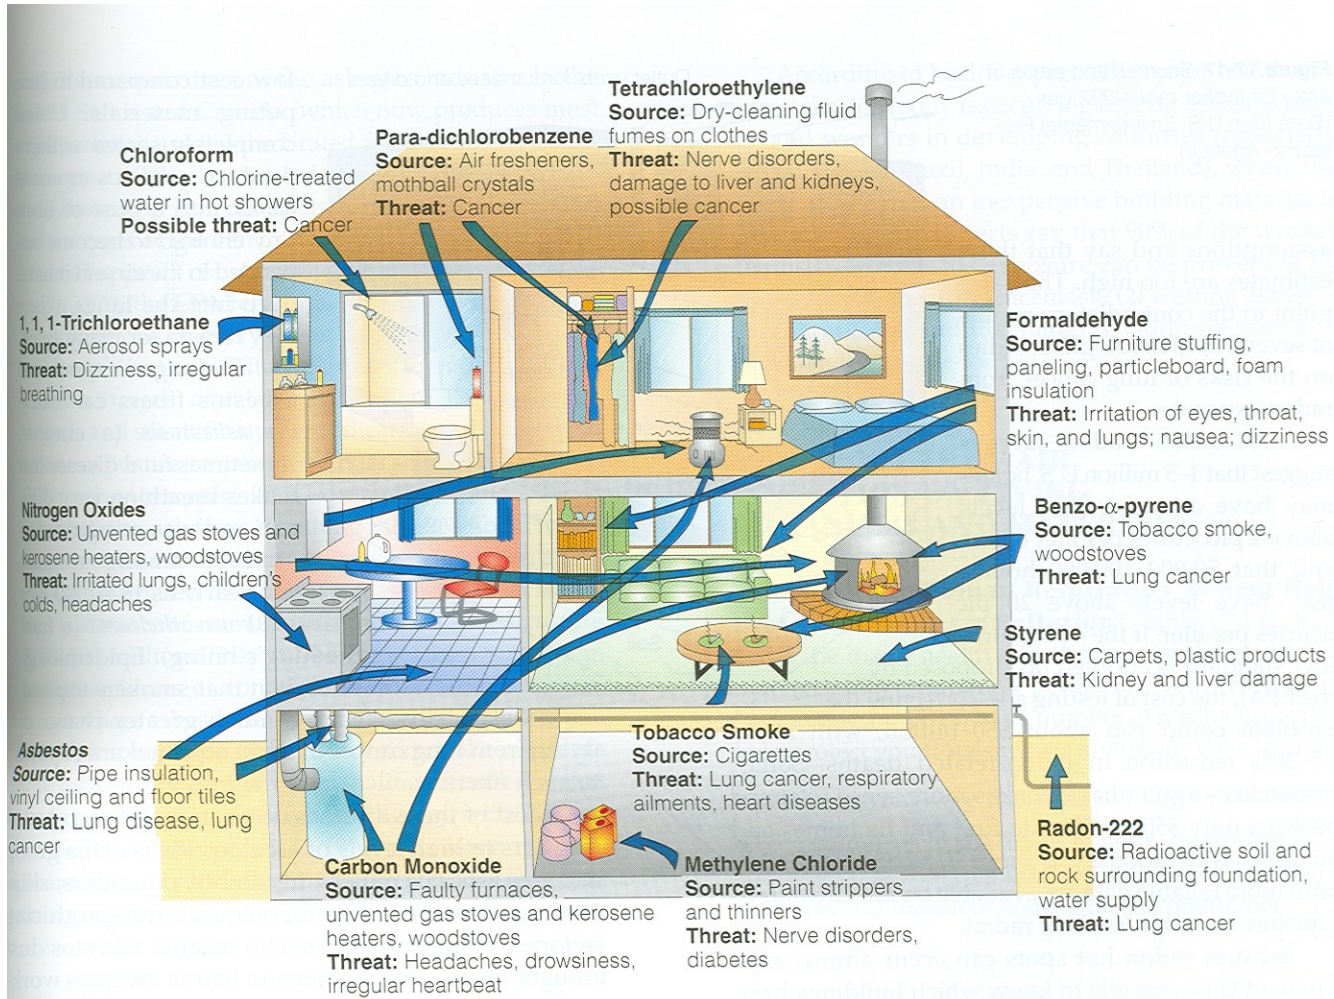 Tetrachloroethylene
Source: Dry-cleaning fluid
fumes on clothes
Threat: Nerve disorders,
damage to liver and kidneys,
possible cancer
Para-dichlorobenzene
Source: Air fresheners,
mothball crystals
Threat: Cancer
Chloroform
Source: Chlorine-treated
water in hot showers
Possible threat: Cancer
1,1,1-Trichloroethane
Source: Aerosol sprays
Threat: Dizziness, irregular
breathing
Formaldehyde
Source: Furniture stuffing,
paneling, particleboard, foam
insulation
Threat: Irritation of eyes, throat,
skin, and lungs; nausea; dizziness
Nitrogen Oxides
Source: Unvented gas stoves and
kerosene heaters, woodstoves
Threat: Irritated lungs, children's
colds, headaches
Benzo-α-pyrene
Source: Tobacco smoke,
woodstoves
Threat: Lung cancer
Styrene
Source: Carpets, plastic products
Threat: Kidney and liver damage
Asbestos
Source: Pipe insulation,
vinyl ceiling and floor tiles
Threat: Lung disease, lung
cancer
Tobacco Smoke
Source: Cigarettes
Threat: Lung cancer, respiratory
ailments, heart diseases
Radon-222
Source: Radioactive soil and
rock surrounding foundation,
water supply
Threat: Lung cancer
Carbon Monoxide
Source: Faulty furnaces,
unvented gas stoves and kerosene
heaters, woodstoves
Threat: Headaches, drowsiness,
irregular heartbeat
Methylene Chloride
Source: Paint strippers
and thinners
Threat: Nerve disorders,
diabetes